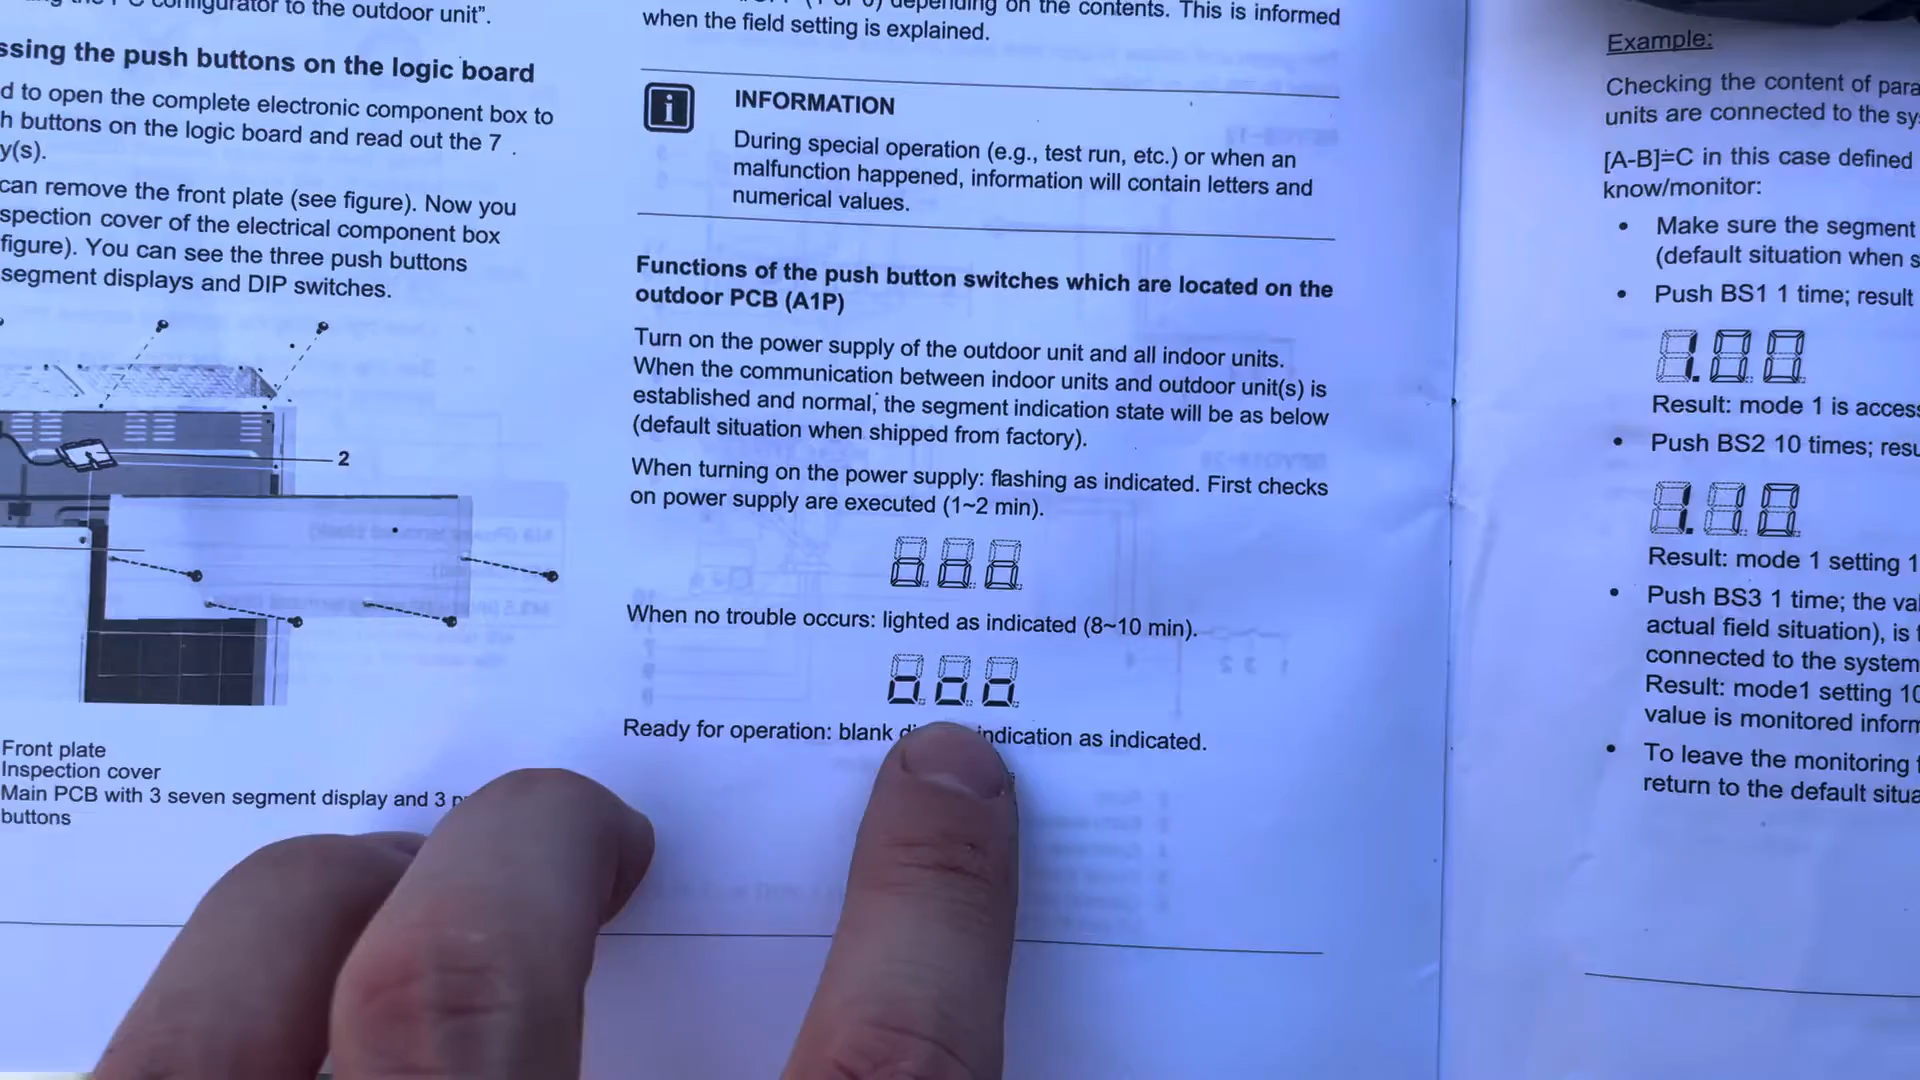 to the outdoor unit”.
ssing the push buttons on the logic board
d to open the complete electronic component box to
h buttons on the logic board and read out the 7
y(s).
can remove the front plate (see figure). Now you
spection cover of the electrical component box
figure). You can see the three push buttons
segment displays and DIP switches.
2
Front plate
Inspection cover
Main PCB with 3 seven segment display and 3
buttons
depending on the contents. This is informed
when the field setting is explained.
i
INFORMATION
During special operation (e.g., test run, etc.) or when an
malfunction happened, information will contain letters and
numerical values.
Functions of the push button switches which are located on the
outdoor PCB (A1P)
Turn on the power supply of the outdoor unit and all indoor units.
When the communication between indoor units and outdoor unit(s) is
established and normal, the segment indication state will be as below
(default situation when shipped from factory).
When turning on the power supply: flashing as indicated. First checks
on power supply are executed (1~2 min).
When no trouble occurs: lighted as indicated (8~10 min).
Ready for operation: blank indication as indicated.
Example:
Checking the content of para
units are connected to the sy
[A-B]=C in this case defined
know/monitor:
• Make sure the segment
(default situation when s
• Push BS1 1 time; result
1.00
Result: mode 1 is access
• Push BS2 10 times; resu
1.10
Result: mode 1 setting 1
• Push BS3 1 time; the val
actual field situation), is
connected to the system
Result: mode1 setting 10
value is monitored inform
• To leave the monitoring f
return to the default situa